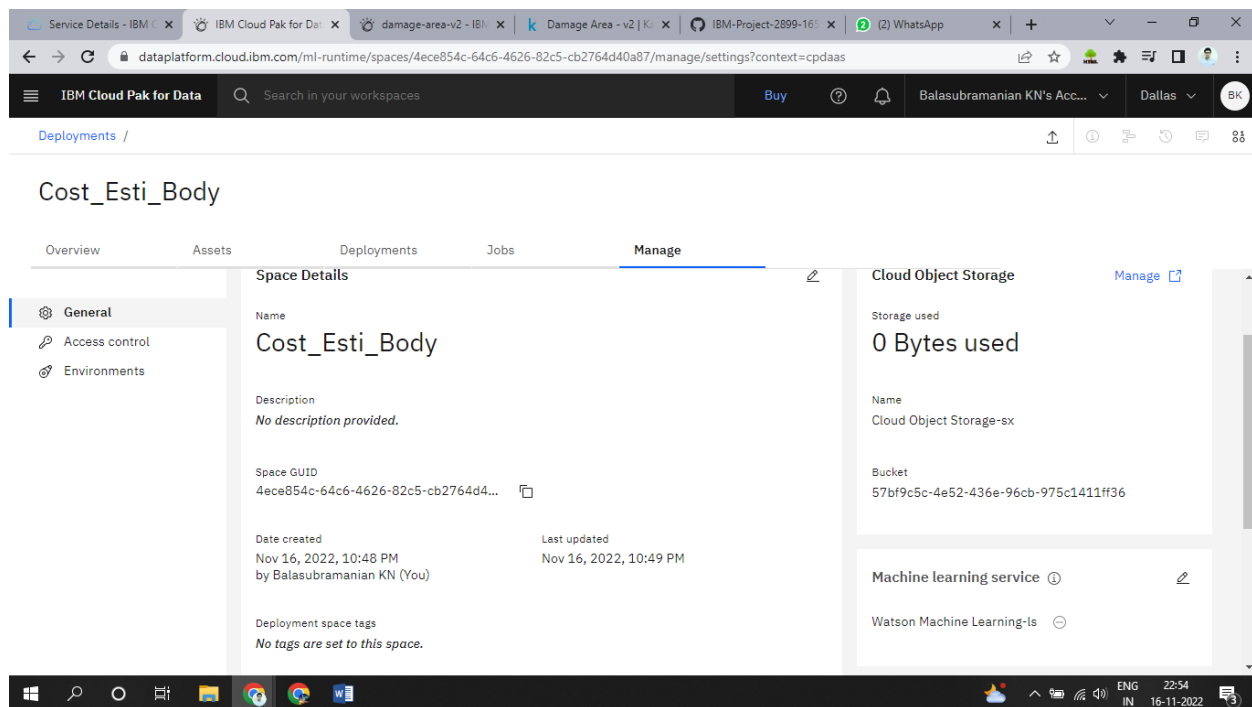 Service Details - IBM C
IBM Cloud Pak for Dat
damage-area-v2 - IBM
k Damage Area - v2 | Ka
IBM-Project-2899-165
(2) WhatsApp
dataplatform.cloud.ibm.com/ml-runtime/spaces/4ece854c-64c6-4626-82c5-cb2764d40a87/manage/settings?context=cpdaas
IBM Cloud Pak for Data
Search in your workspaces
Buy
Balasubramanian KN's Acc...
Dallas
BK
Deployments /
Cost_Esti_Body
Overview
Assets
Deployments
Jobs
Manage
General
Access control
Environments
Space Details
Name
Cost_Esti_Body
Description
No description provided.
Space GUID
4ece854c-64c6-4626-82c5-cb2764d4...
Date created
Nov 16, 2022, 10:48 PM
by Balasubramanian KN (You)
Last updated
Nov 16, 2022, 10:49 PM
Deployment space tags
No tags are set to this space.
Cloud Object Storage
Manage
Storage used
0 Bytes used
Name
Cloud Object Storage-sx
Bucket
57bf9c5c-4e52-436e-96cb-975c1411ff36
Machine learning service
Watson Machine Learning-ls
ENG
IN
22:54
16-11-2022
3